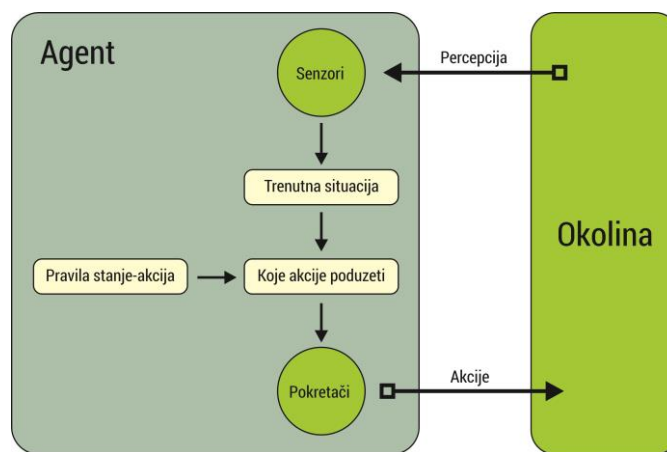 Agent
Senzori
Percepcija
Trenutna situacija
Okolina
Pravila stanje-akcija
Koje akcije poduzeti
Pokretači
Akcije